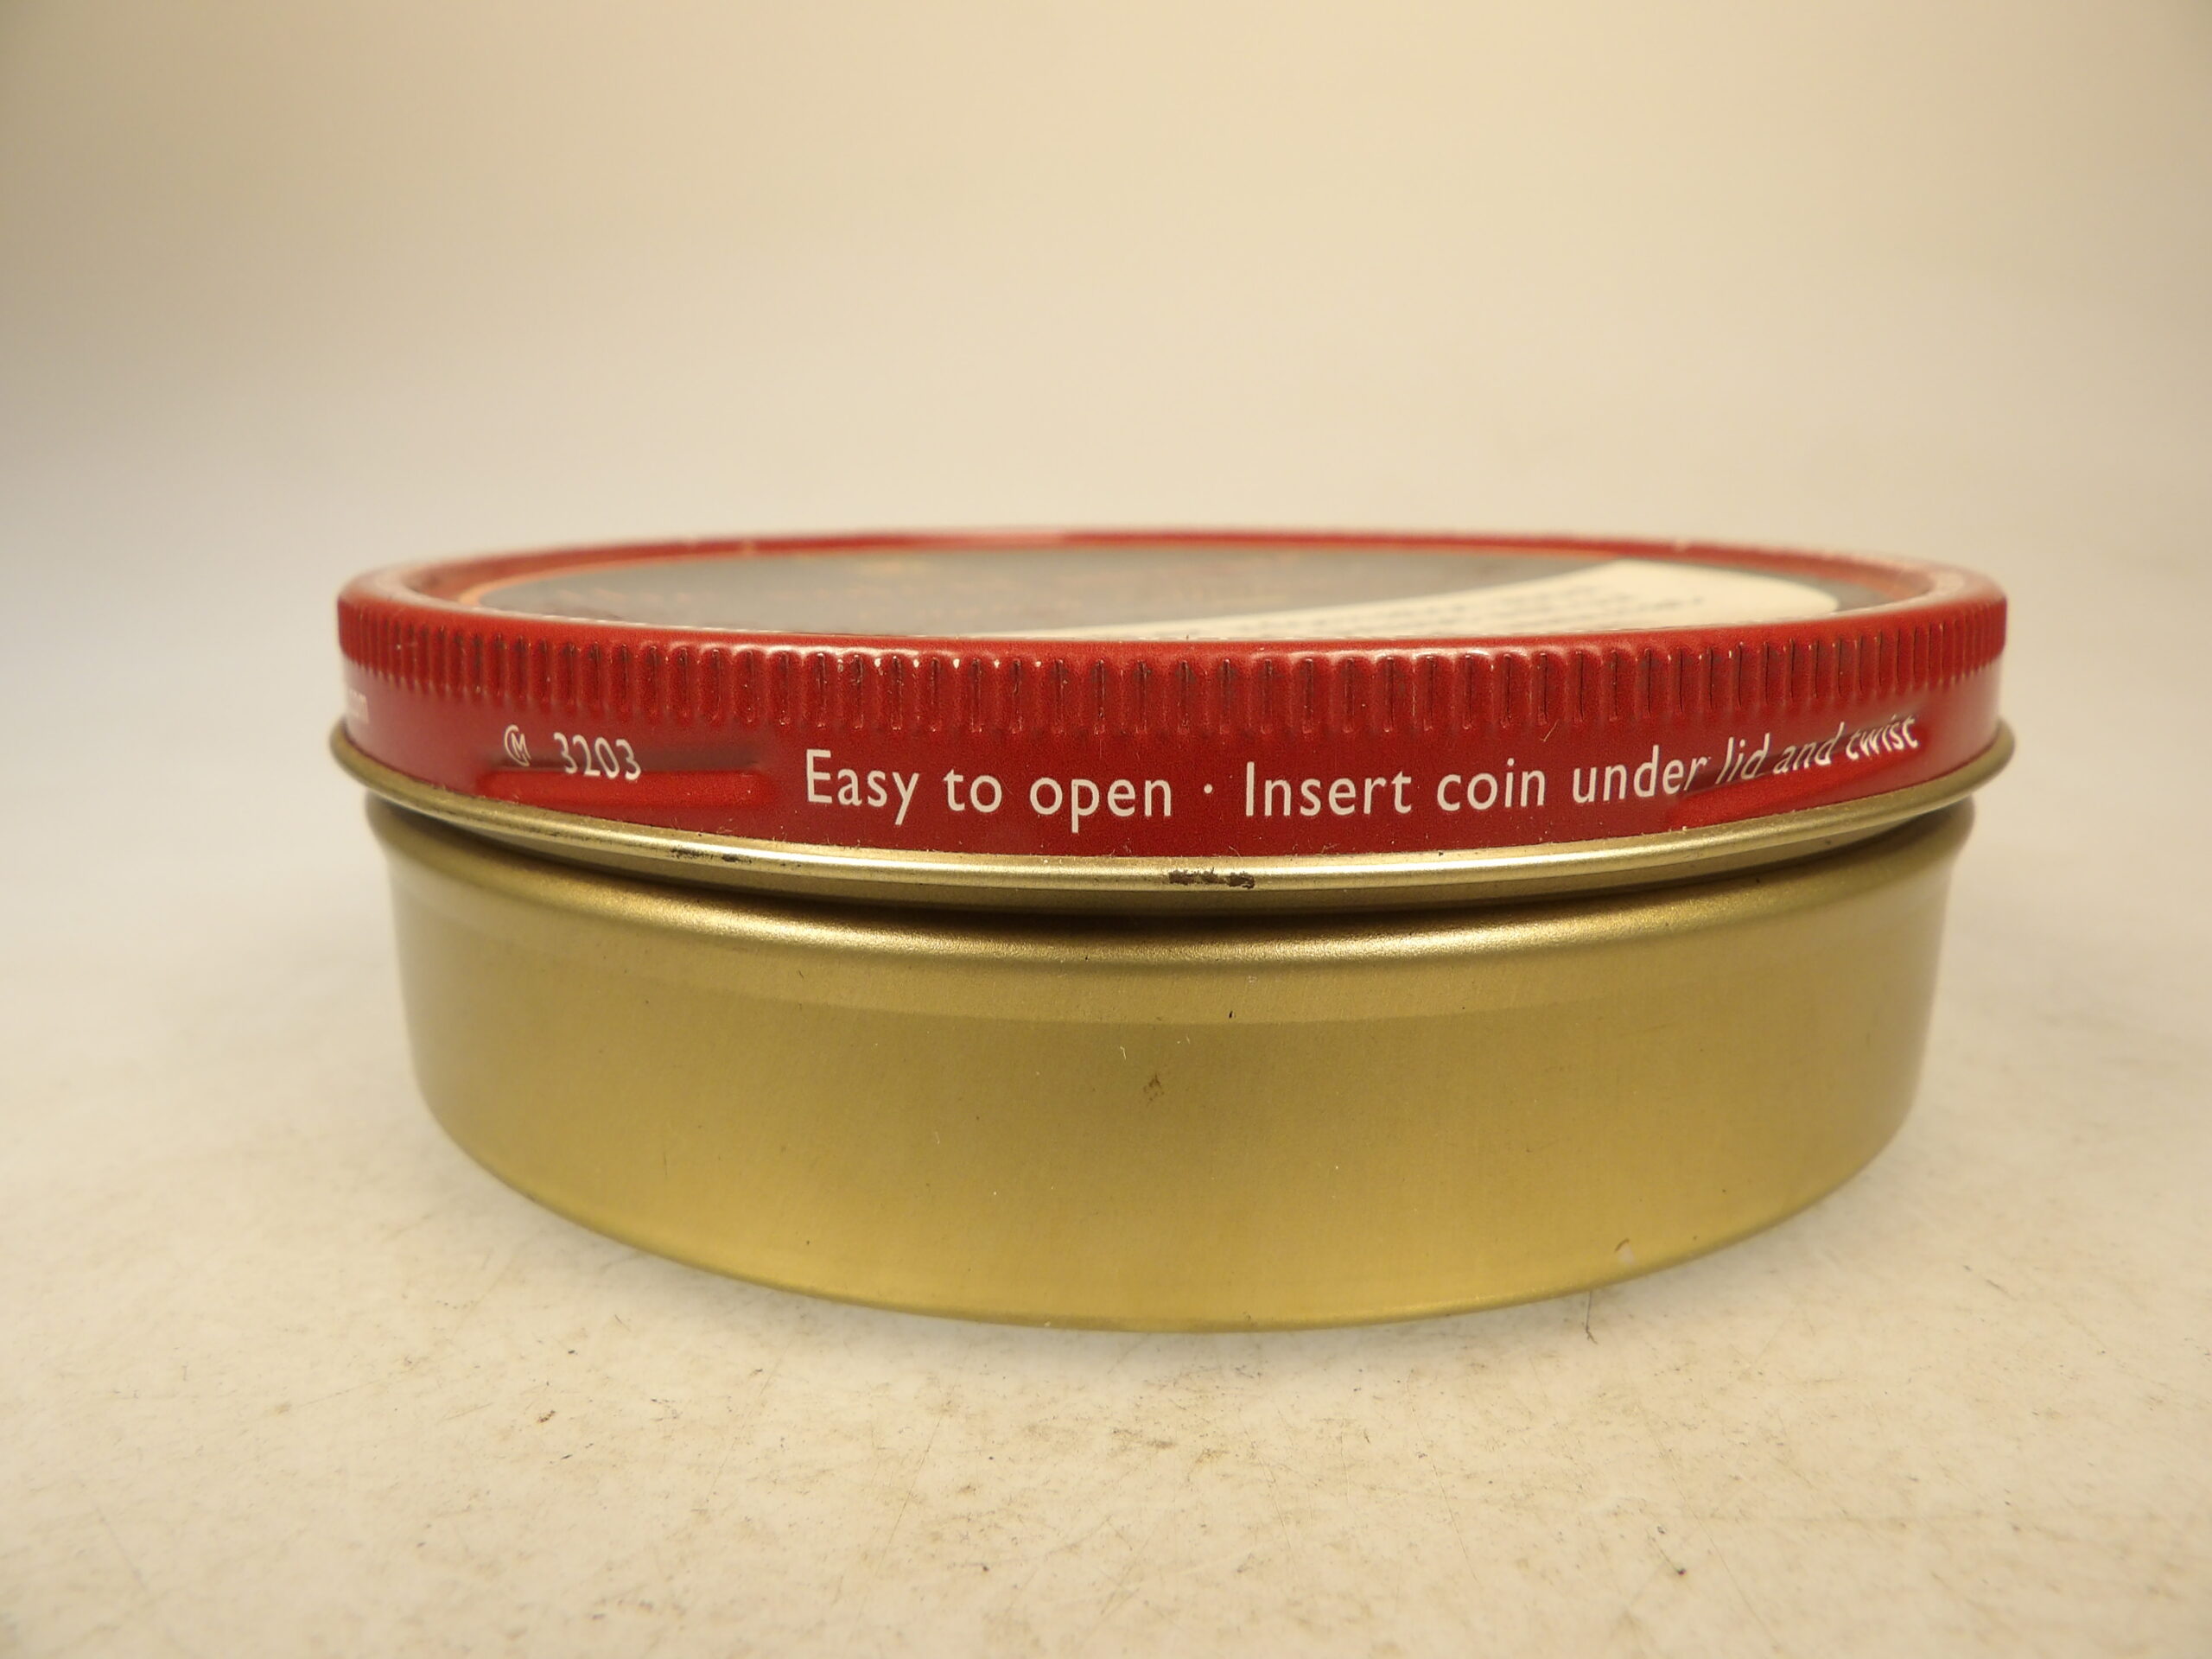 Ⓜ 3203 Easy to open · Insert coin under lid and twist